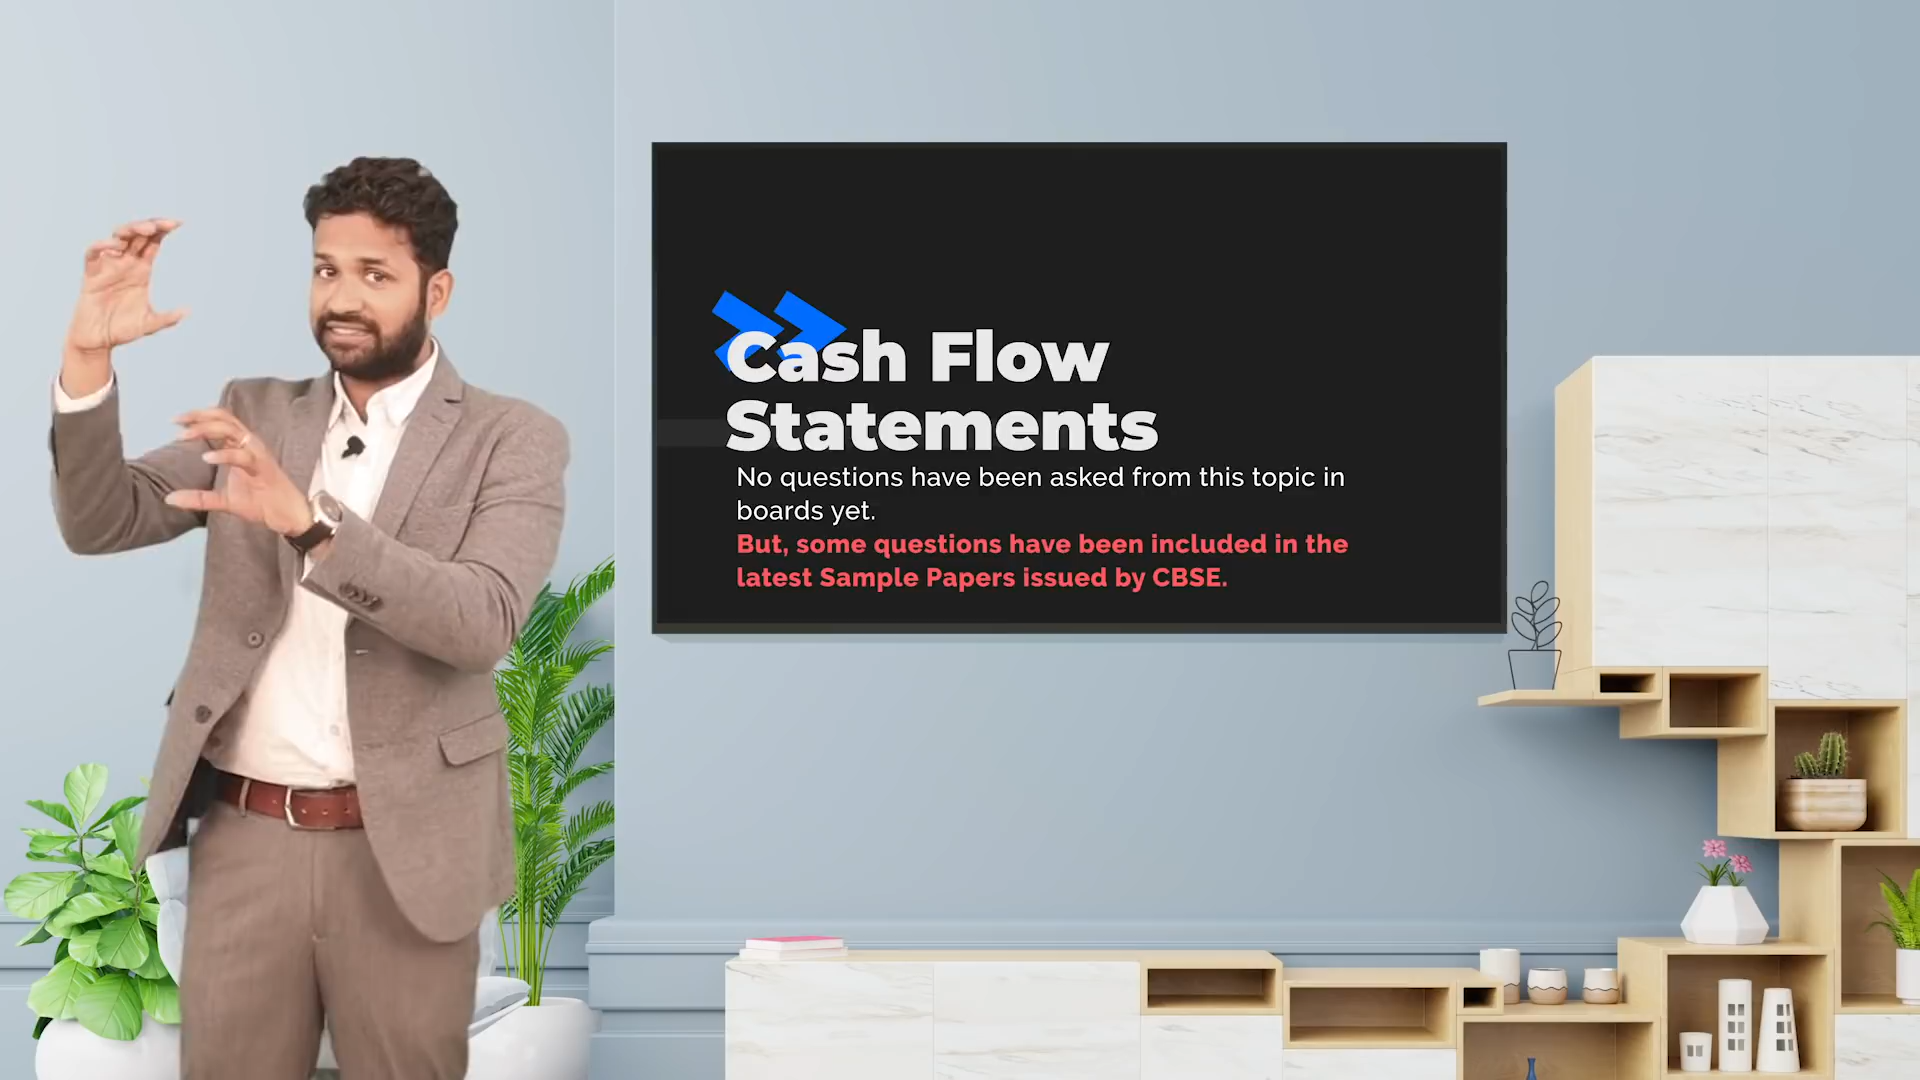 Cash Flow
Statements
No questions have been asked from this topic in
boards yet.
But, some questions have been included in the
latest Sample Papers issued by CBSE.